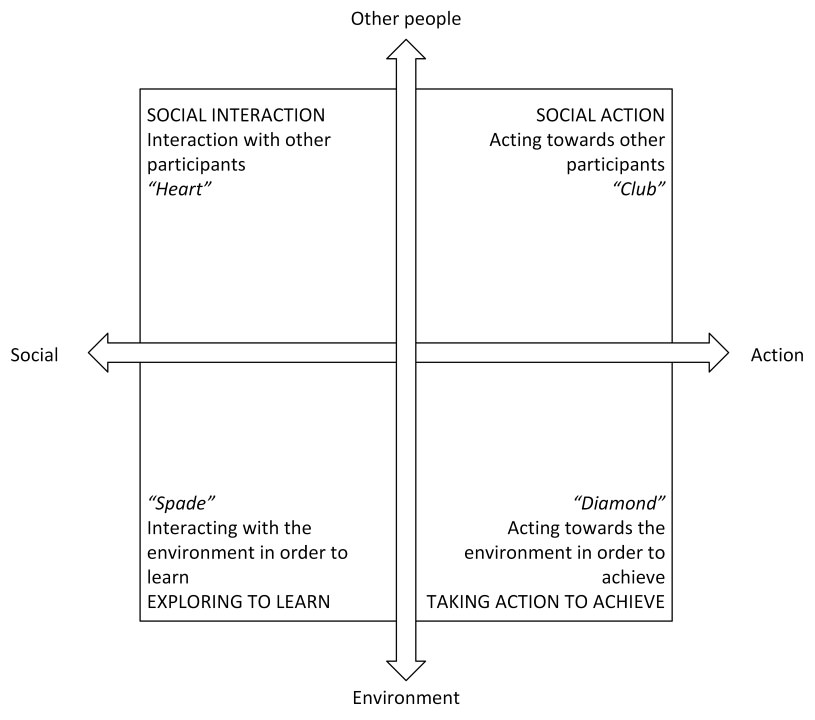 Other people
SOCIAL INTERACTION
Interaction with other
participants
“Heart”
SOCIAL ACTION
Acting towards other
participants
“Club”
Social
Action
“Spade”
Interacting with the
environment in order to
learn
EXPLORING TO LEARN
“Diamond”
Acting towards the
environment in order to
achieve
TAKING ACTION TO ACHIEVE
Environment